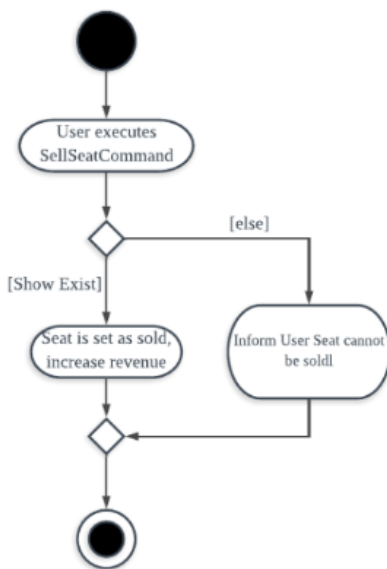 User executes
SellSeatCommand
[else]
[Show Exist]
Seat is set as sold,
increase revenue
Inform User Seat cannot
be soldl